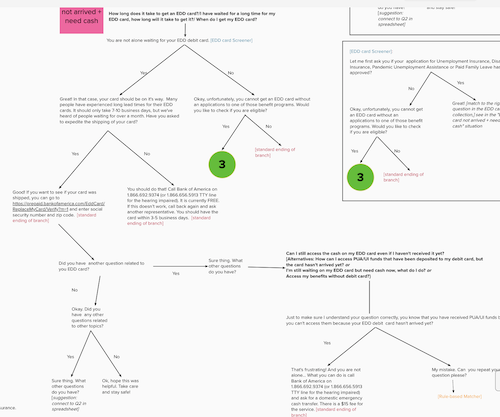 not arrived +
need cash
How long does it take to get an EDD card?/I have waited for a long time for my
EDD card, how long will it take to get it?/ When do I get my EDD card?
You are not alone waiting for your EDD debit card. [EDD card Screener]
Yes
No
Great! In that case, your card should be on it's way. Many
people have experienced long lead times for their EDD
cards. It should only take 7-10 business days, but we've
heard of people waiting for over a month. Have you asked
to expedite the shipping of your card?
Okay, unfortunately, you cannot get an EDD card without
an applications to one of those benefit programs. Would
you like to check if you are eligible?
Yes
No
3
[standard ending of
branch]
Yes
No
Good! If you want to see if your card was
shipped, you can go to
and enter social
security number and zip code. [standard
ending of branch]
You should do that! Call Bank of America on
1.866.692.9374 (or 1.866.656.5913 TTY
for the hearing impaired). It is currently FREE.
If this doesn't work, call back again and ask
another representative. You should have the
card within 3-5 business days. [standard
ending of branch]
Did you have another question related to
you EDD card?
Yes
Sure thing. What
other questions
do you have?
No
Okay. Did you
have any other
questions
related to
other topics?
Yes
No
Sure thing. What
other questions
do you have?
[suggestion
connect to Q2 in
spreadsheet]
Ok, hope this was
helpful. Take care
and stay safe!
urance.
do you have?
[suggestion
connect to Q2 in
spreadsheet]
and stay safe!
[EDD card Screener]
Let me first ask you if your application for Unemployment Insurance, Disa
Insurance, Pandemic Unemployment Assistance or Paid Family Leave has
approved?
No
Yes
Okay, unfortunately, you cannot get
an EDD card without an
applications to one of those benefit
programs. Would you like to check
if you are eligible?
Great! [match to the rig
question in the EDD ca
collection,/see in the "E
card not arrived + need
cash" situation
Yes
No
3
[standard ending of
branch]
Can I still access the cash on my EDD card even if I haven't received it yet?
[Alternatives: How can I access PUA/UI funds that have been deposited to my debit card, but
the card hasn't arrived yet? or
I'm still waiting on my EDD but need cash now, what do I do? or
Access my benefits without debit card?]
Just to make sure I understand your question correctly, you know that you have received PUA/UI funds b
you can't access them because your EDD debit card hasn't arrived yet?
Yes
No
That's frustrating! And you are not
alone... What you can do is call
Bank of America on
1.866.692.9374 (or 1.866.656.5913
TTY line for the hearing impaired)
and ask for a domestic emergency
cash transfer. There is a $15 fee for
the service. [standard ending of
branch]
My mistake. Can you repeat your
question please?